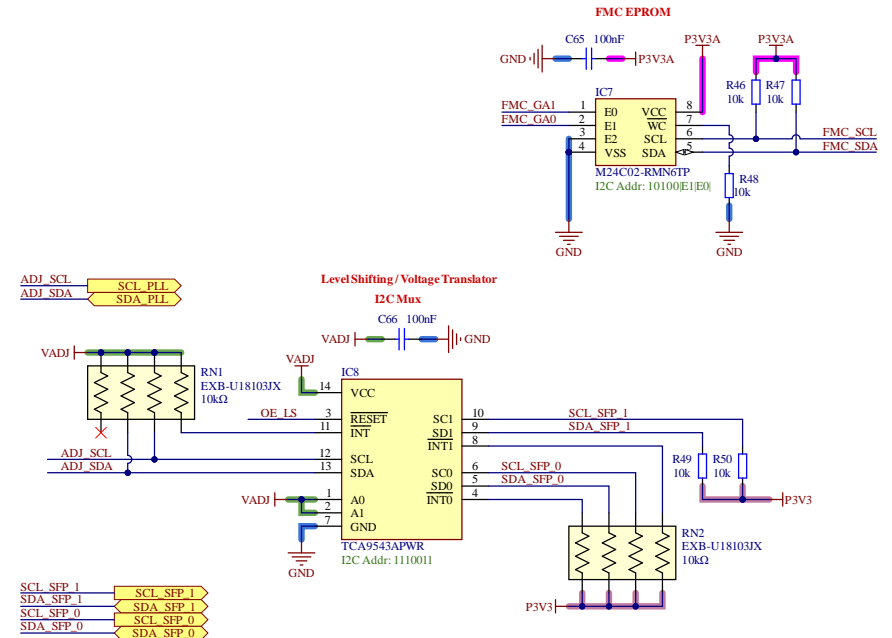 FMC EPROM
C65 100nF
GND
P3V3A
P3V3A
P3V3A
R46
10k
R47
10k
IC7
FMC_GA1
FMC_GA0
1
2
3
4
E0
E1
E2
VSS
VCC
WC
SCL
SDA
8
7
6
5
FMC_SCL
FMC_SDA
M24C02-RMN6TP
I2C Addr: 10100|E1|E0|
R48
10k
GND
GND
ADJ_SCL
ADJ_SDA
SCL_PLL
SDA_PLL
Level Shifting / Voltage Translator
I2C Mux
C66 100nF
VADJ
GND
VADJ
RN1
EXB-U18103JX
10kΩ
VADJ
IC8
14
VCC
OE_LS
3
RESET
11
INT
ADJ_SCL
12
SCL
ADJ_SDA
13
SDA
VADJ
1
A0
2
A1
7
GND
SC1
10
SCL_SFP_1
SD1
9
SDA_SFP_1
INT1
8
SC0
6
SCL_SFP_0
SD0
5
SDA_SFP_0
INT0
4
R49
10k
R50
10k
P3V3
TCA9543APWR
I2C Addr: 1110011
GND
RN2
EXB-U18103JX
10kΩ
P3V3
SCL_SFP_1
SDA_SFP_1
SCL_SFP_0
SDA_SFP_0
SCL_SFP_1
SDA_SFP_1
SCL_SFP_0
SDA_SFP_0